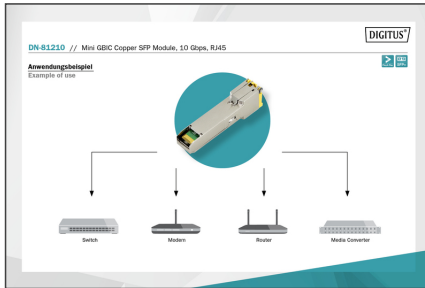 DIGITUS®
DN-81210 // Mini GBIC Copper SFP Module, 10 Gbps, RJ45
Anwendungsbeispiel
Example of use
SFP+
Switch
Modem
Router
Media Converter